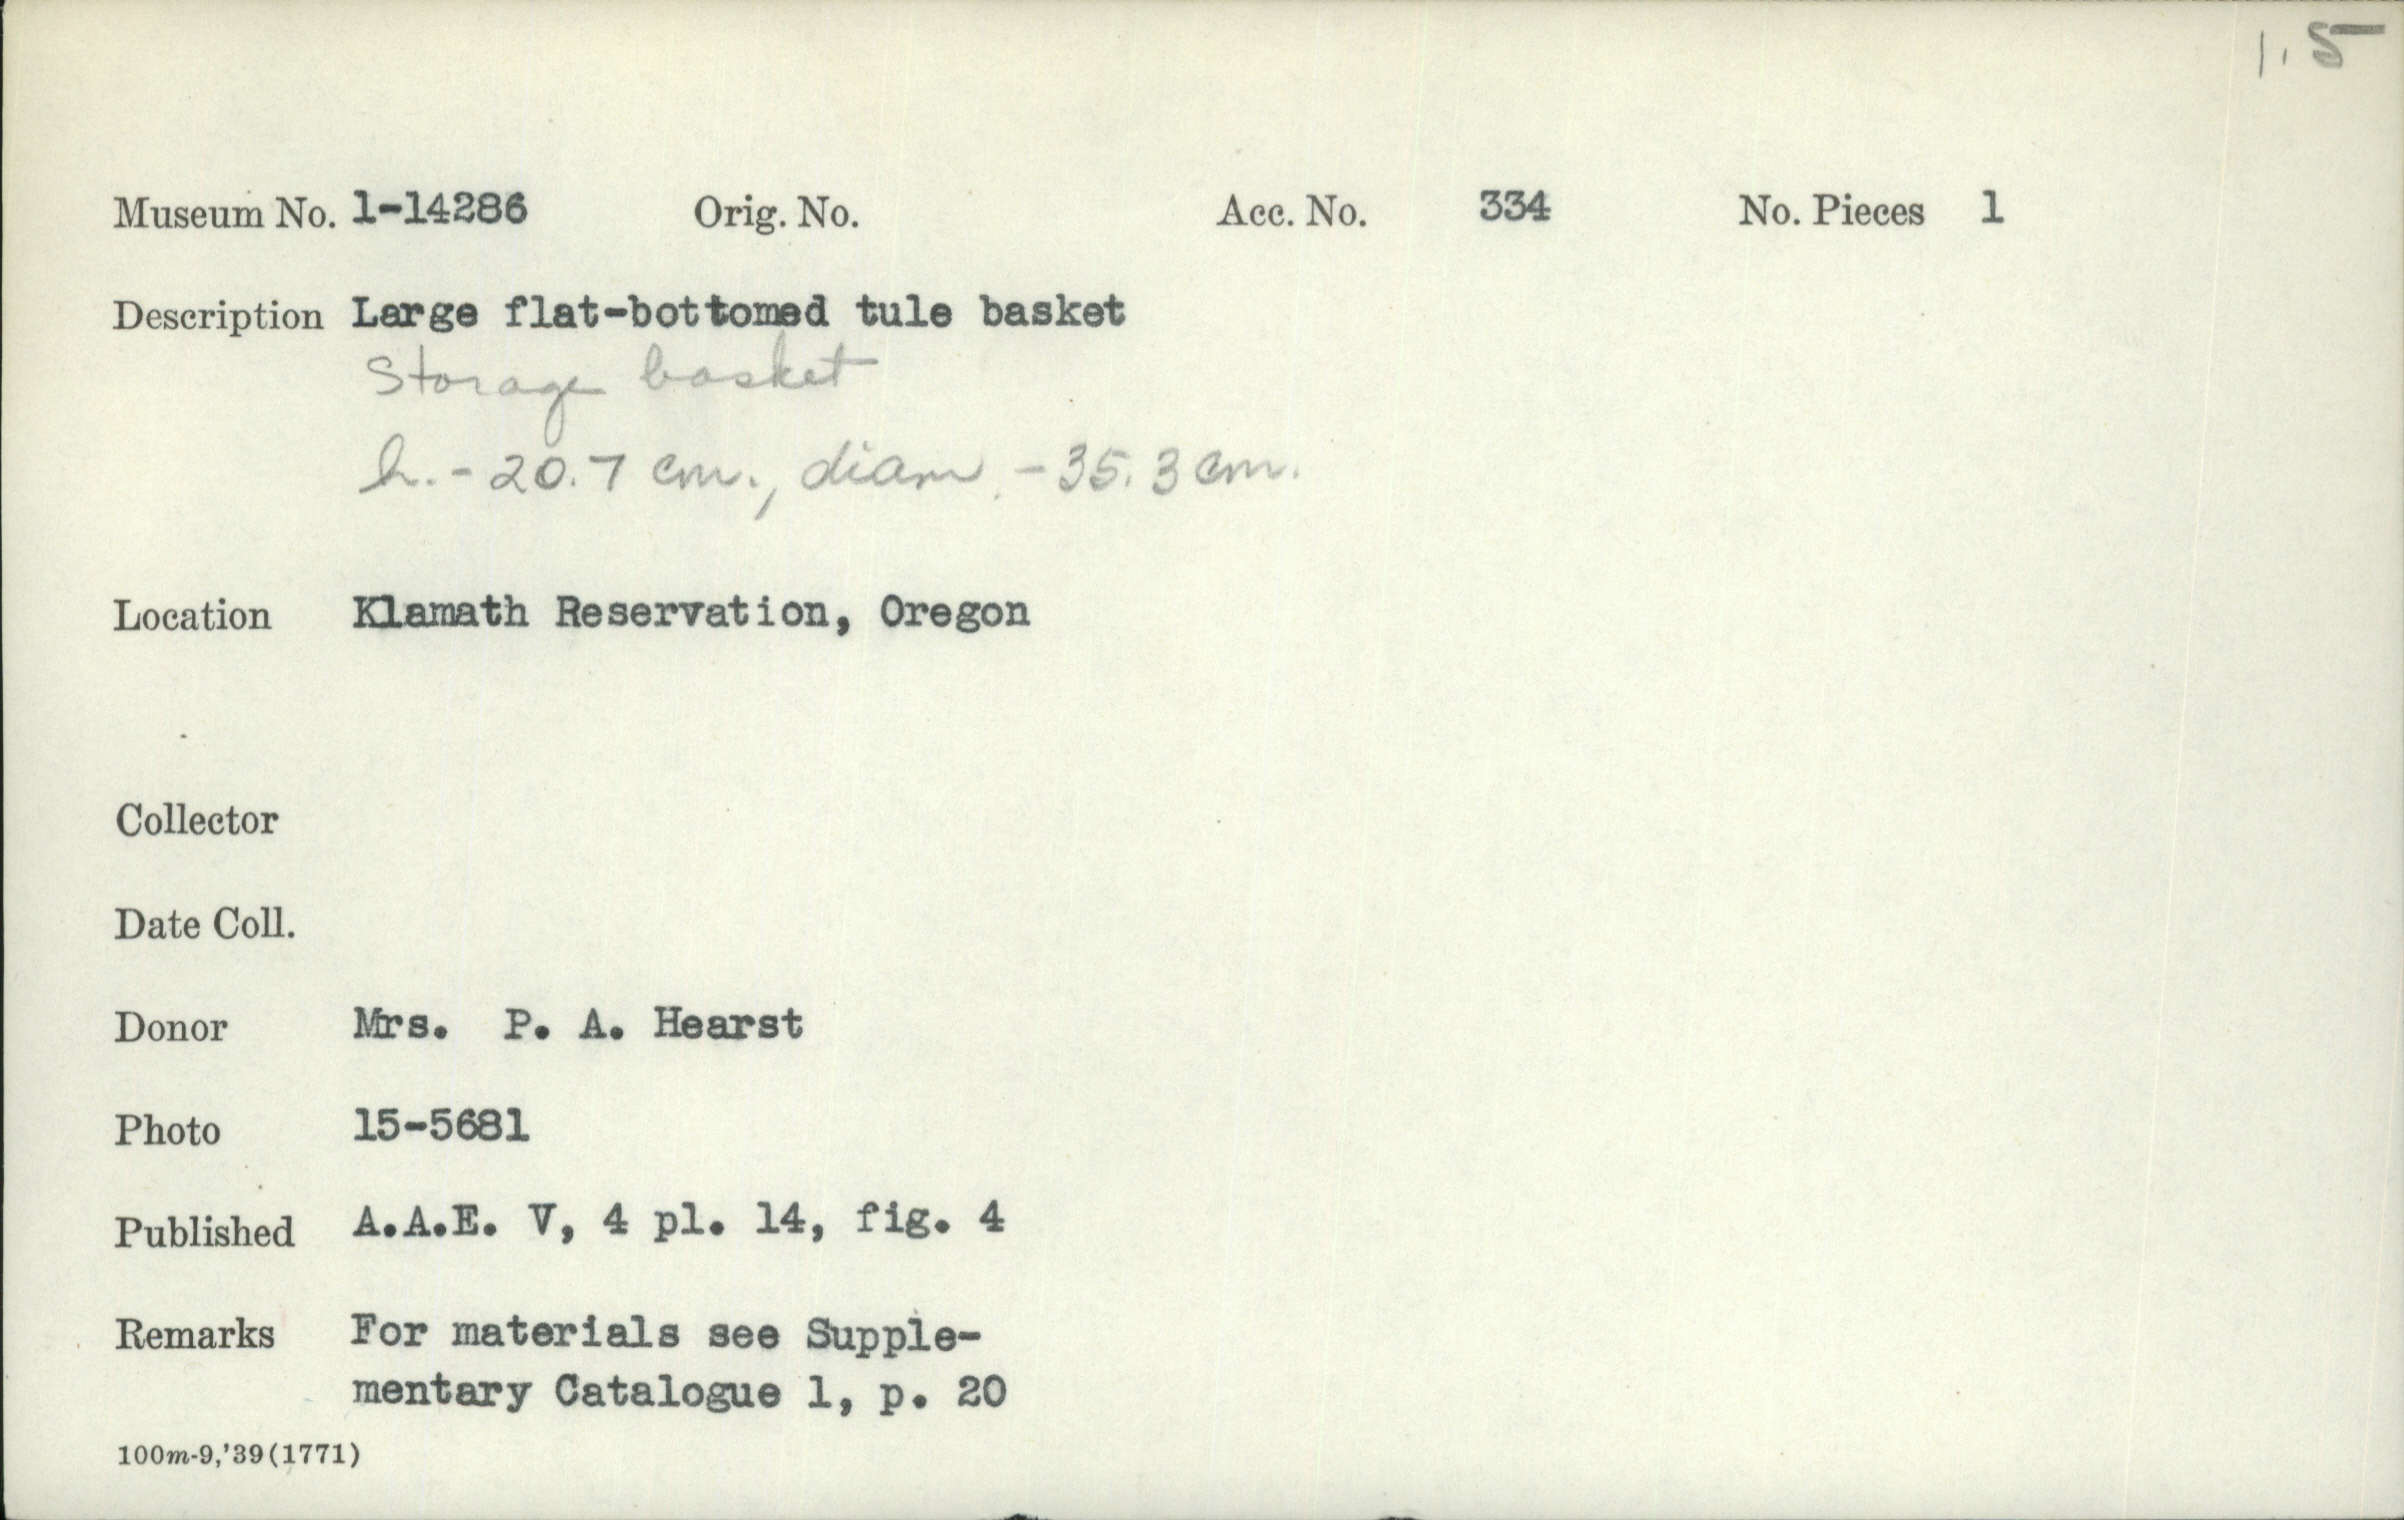 1.5
Museum No. 1-14286 Orig. No. Acc. No. 334 No. Pieces 1
Description Large flat-bottomed tule basket
Storage basket
h. - 20.7 cm., diam. - 35.3 cm.
Location Klamath Reservation, Oregon
Collector
Date Coll.
Donor Mrs. P. A. Hearst
Photo 15-5681
Published A.A.E. V, 4 pl. 14, fig. 4
Remarks For materials see Supple-
mentary Catalogue 1, p. 20
100m-9,'39(1771)